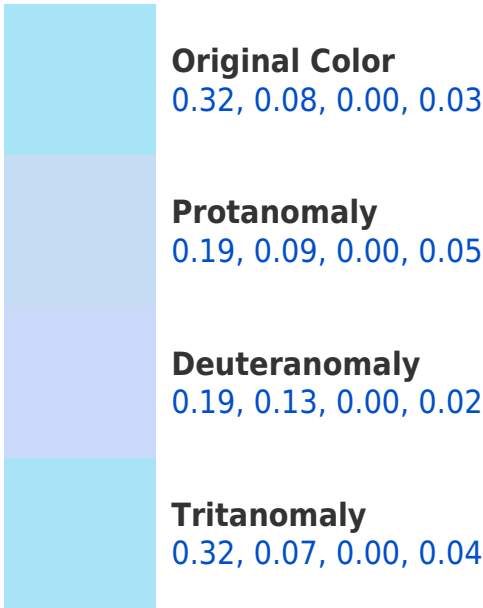 Original Color
0.32, 0.08, 0.00, 0.03
Protanomaly
0.19, 0.09, 0.00, 0.05
Deuteranomaly
0.19, 0.13, 0.00, 0.02
Tritanomaly
0.32, 0.07, 0.00, 0.04